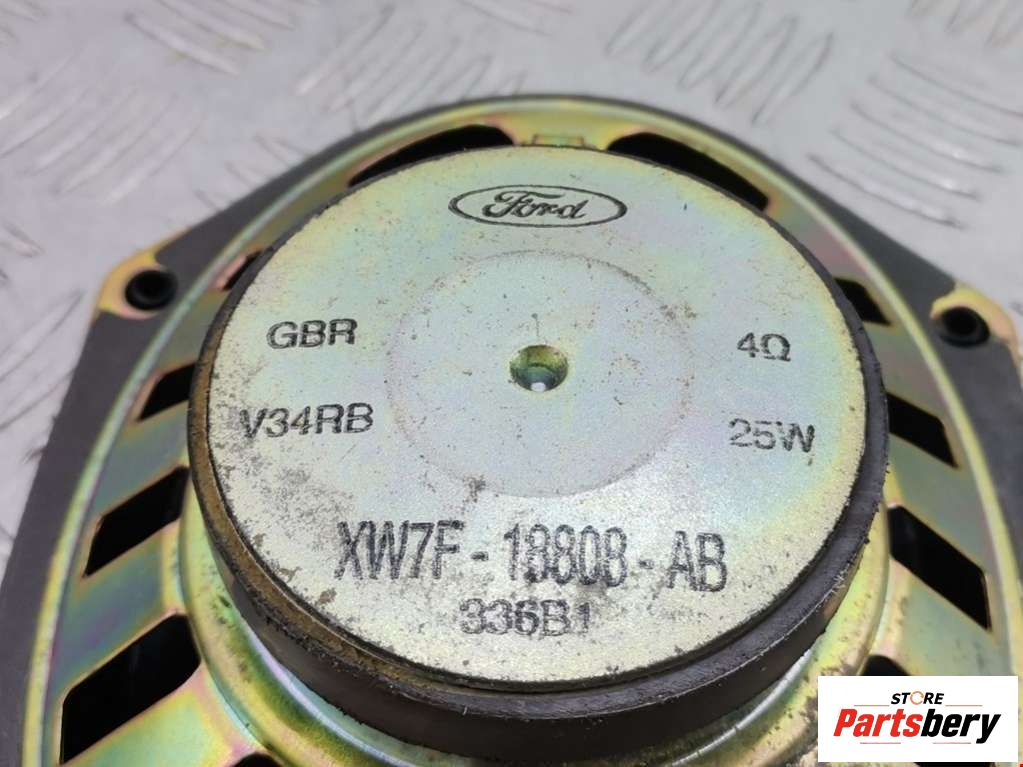 Ford
GBR
4Ω
V34RB
25W
XW7F-18808-AB
336B1
STORE
Partsbery